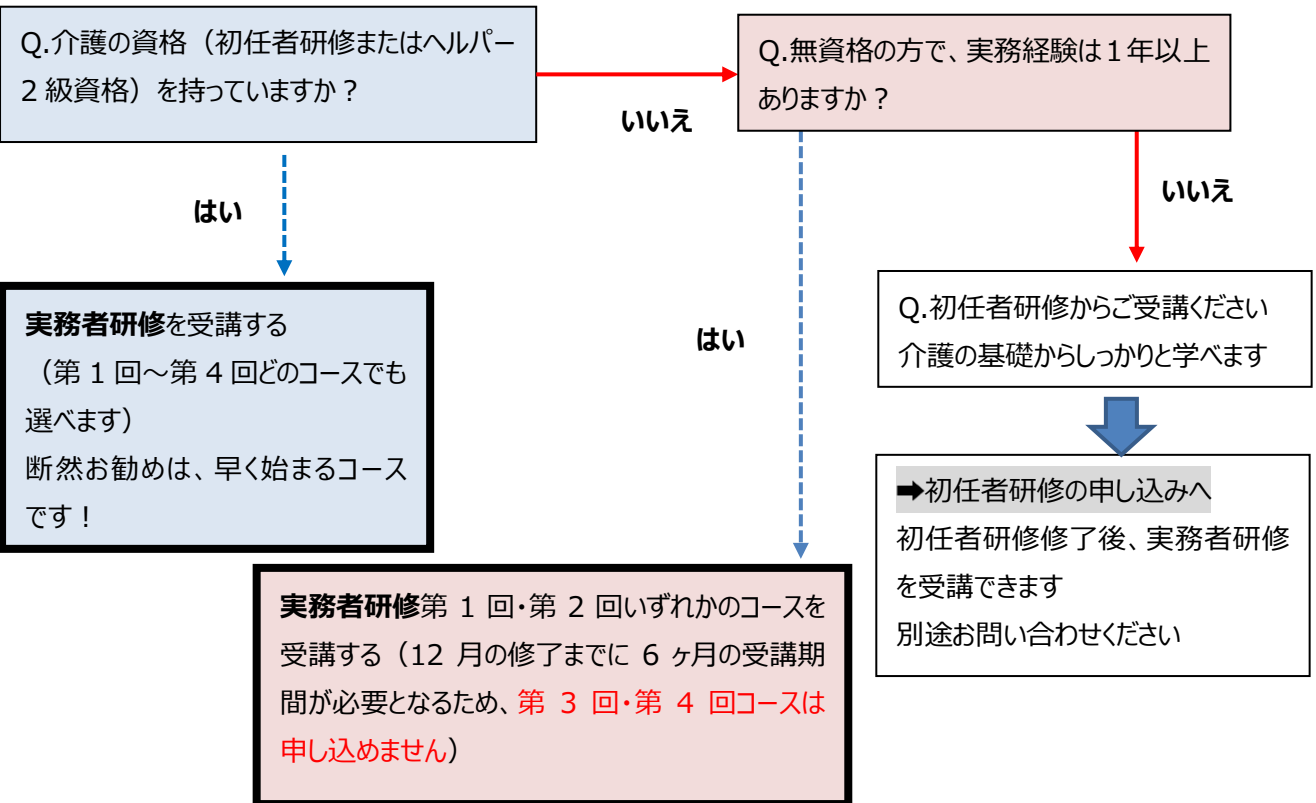 Q.介護の資格（初任者研修またはヘルパー
2 級資格）を持っていますか？
いいえ
Q.無資格の方で、実務経験は１年以上
ありますか？
はい
いいえ
実務者研修を受講する
（第 1 回～第 4 回どのコースでも
選べます）
断然お勧めは、早く始まるコース
です！
はい
Q.初任者研修からご受講ください
介護の基礎からしっかりと学べます
➡初任者研修の申し込みへ
初任者研修修了後、実務者研修
を受講できます
別途お問い合わせください
実務者研修第 1 回・第 2 回いずれかのコースを
受講する（12 月の修了までに 6 ヶ月の受講期
間が必要となるため、第 3 回・第 4 回コースは
申し込めません）